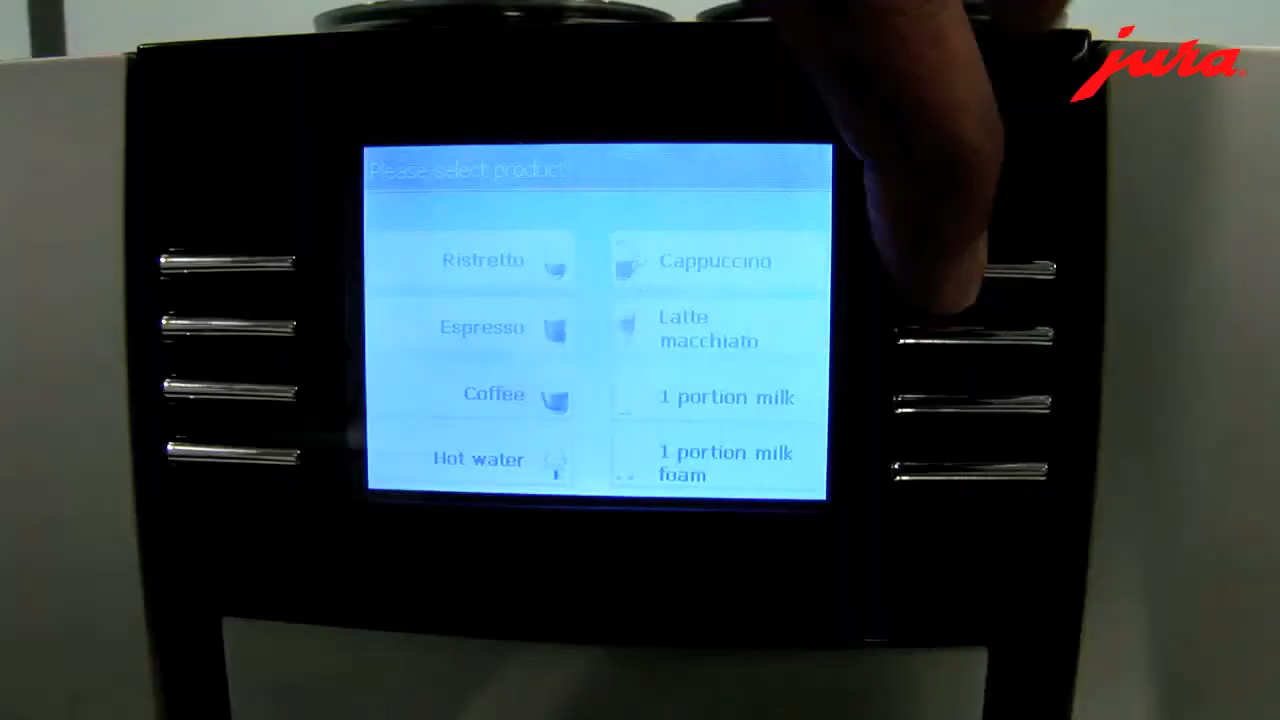 jura
Please select product:
Ristretto
Cappuccino
Espresso
Latte
macchiato
Coffee
1 portion milk
Hot water
1 portion milk
foam